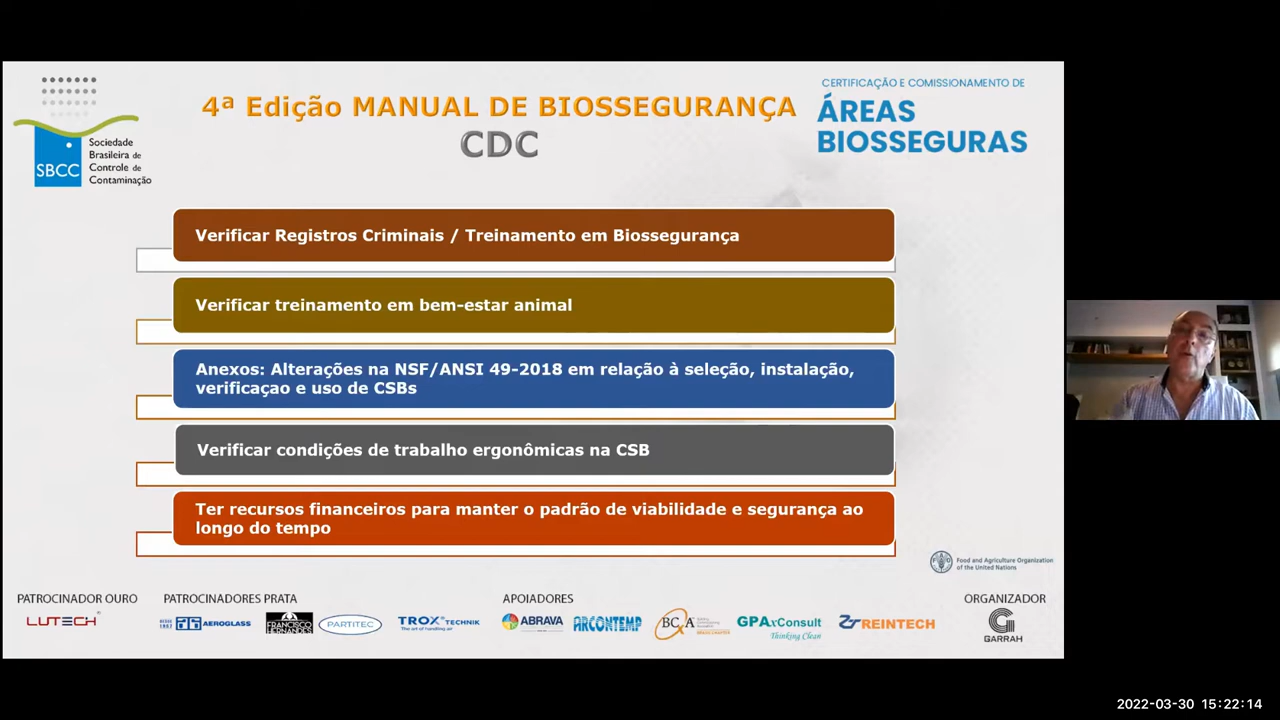 4ª Edição MANUAL DE BIOSSEGURANÇA
CDC
CERTIFICAÇÃO E COMISSIONAMENTO DE
ÁREAS
BIOSSEGURAS
SBCC
Sociedade
Brasileira de
Controle de
Contaminação
Verificar Registros Criminais / Treinamento em Biossegurança
Verificar treinamento em bem-estar animal
Anexos: Alterações na NSF/ANSI 49-2018 em relação à seleção, instalação,
verificaçao e uso de CSBs
Verificar condições de trabalho ergonômicas na CSB
Ter recursos financeiros para manter o padrão de viabilidade e segurança ao
longo do tempo
Food and Agriculture Organization
of the United Nations
PATROCINADOR OURO
PATROCINADORES PRATA
APOIADORES
ORGANIZADOR
LUTECH
AEROGLASS
PARTITEC
TROX TECHNIK
The art of handling air
ABRAVA
ARCONTEMP
BCA
GPAxConsult
Thinking Clean
REINTECH
GARRAH
2022-03-30 15:22:14